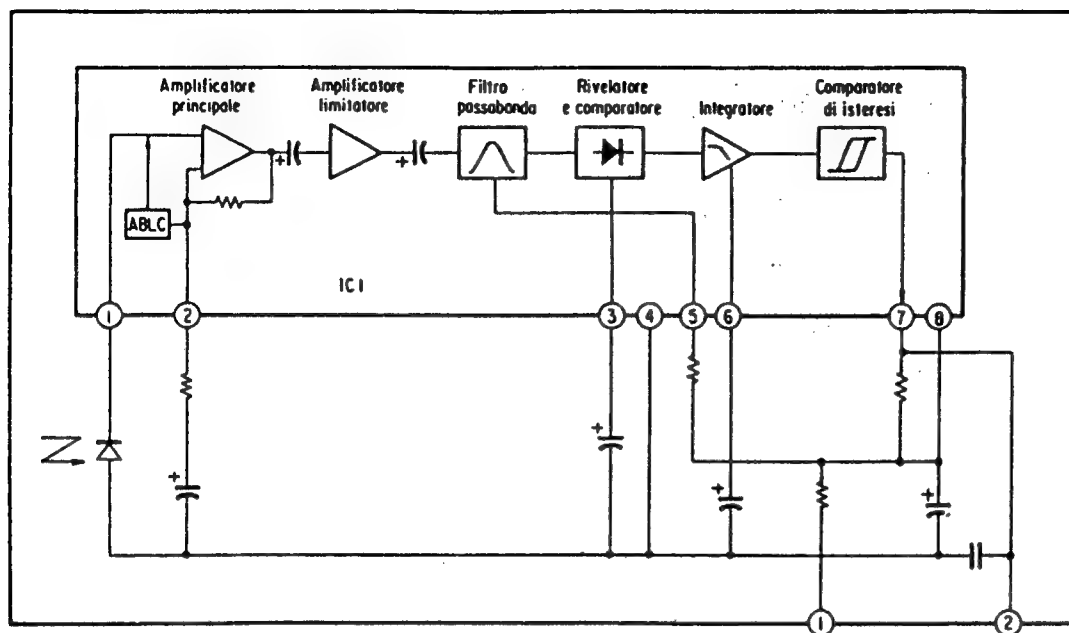 Amplificatore
principale
Amplificatore
limitatore
Filtro
passabanda
Rivelatore
e comparatore
Integratore
Comparatore
di isteresi
+
+
ABLC
IC1
1
2
3
4
5
6
7
8
+
+
+
+
1
2